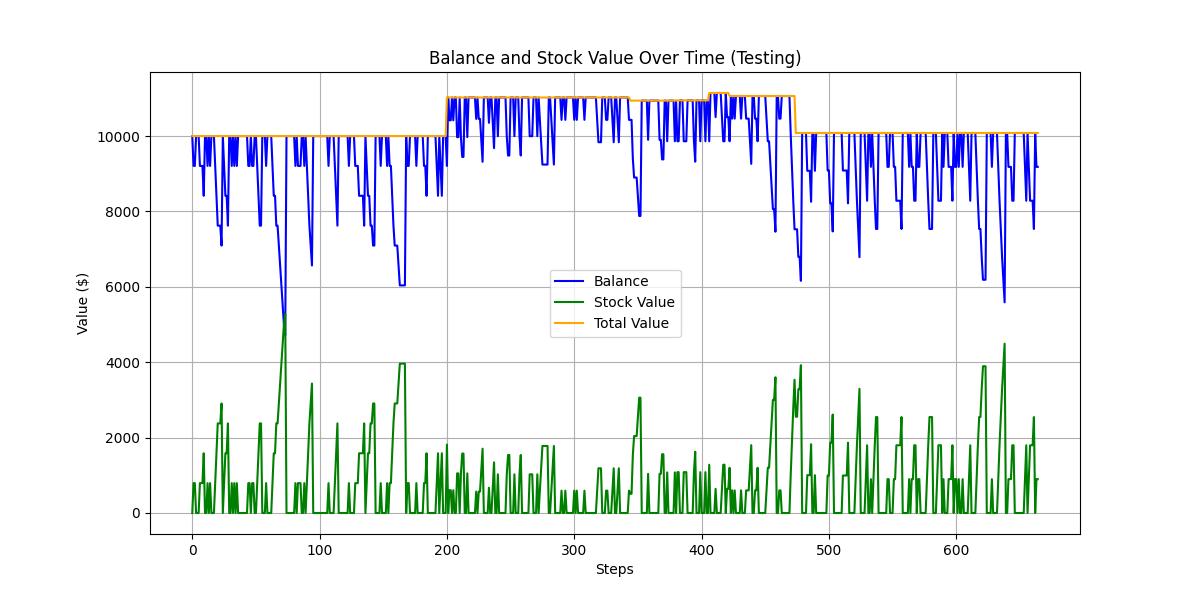 Balance and Stock Value Over Time (Testing)
Value ($)
10000
8000
6000
4000
2000
0
Balance
Stock Value
Total Value
0 100 200 300 400 500 600
Steps